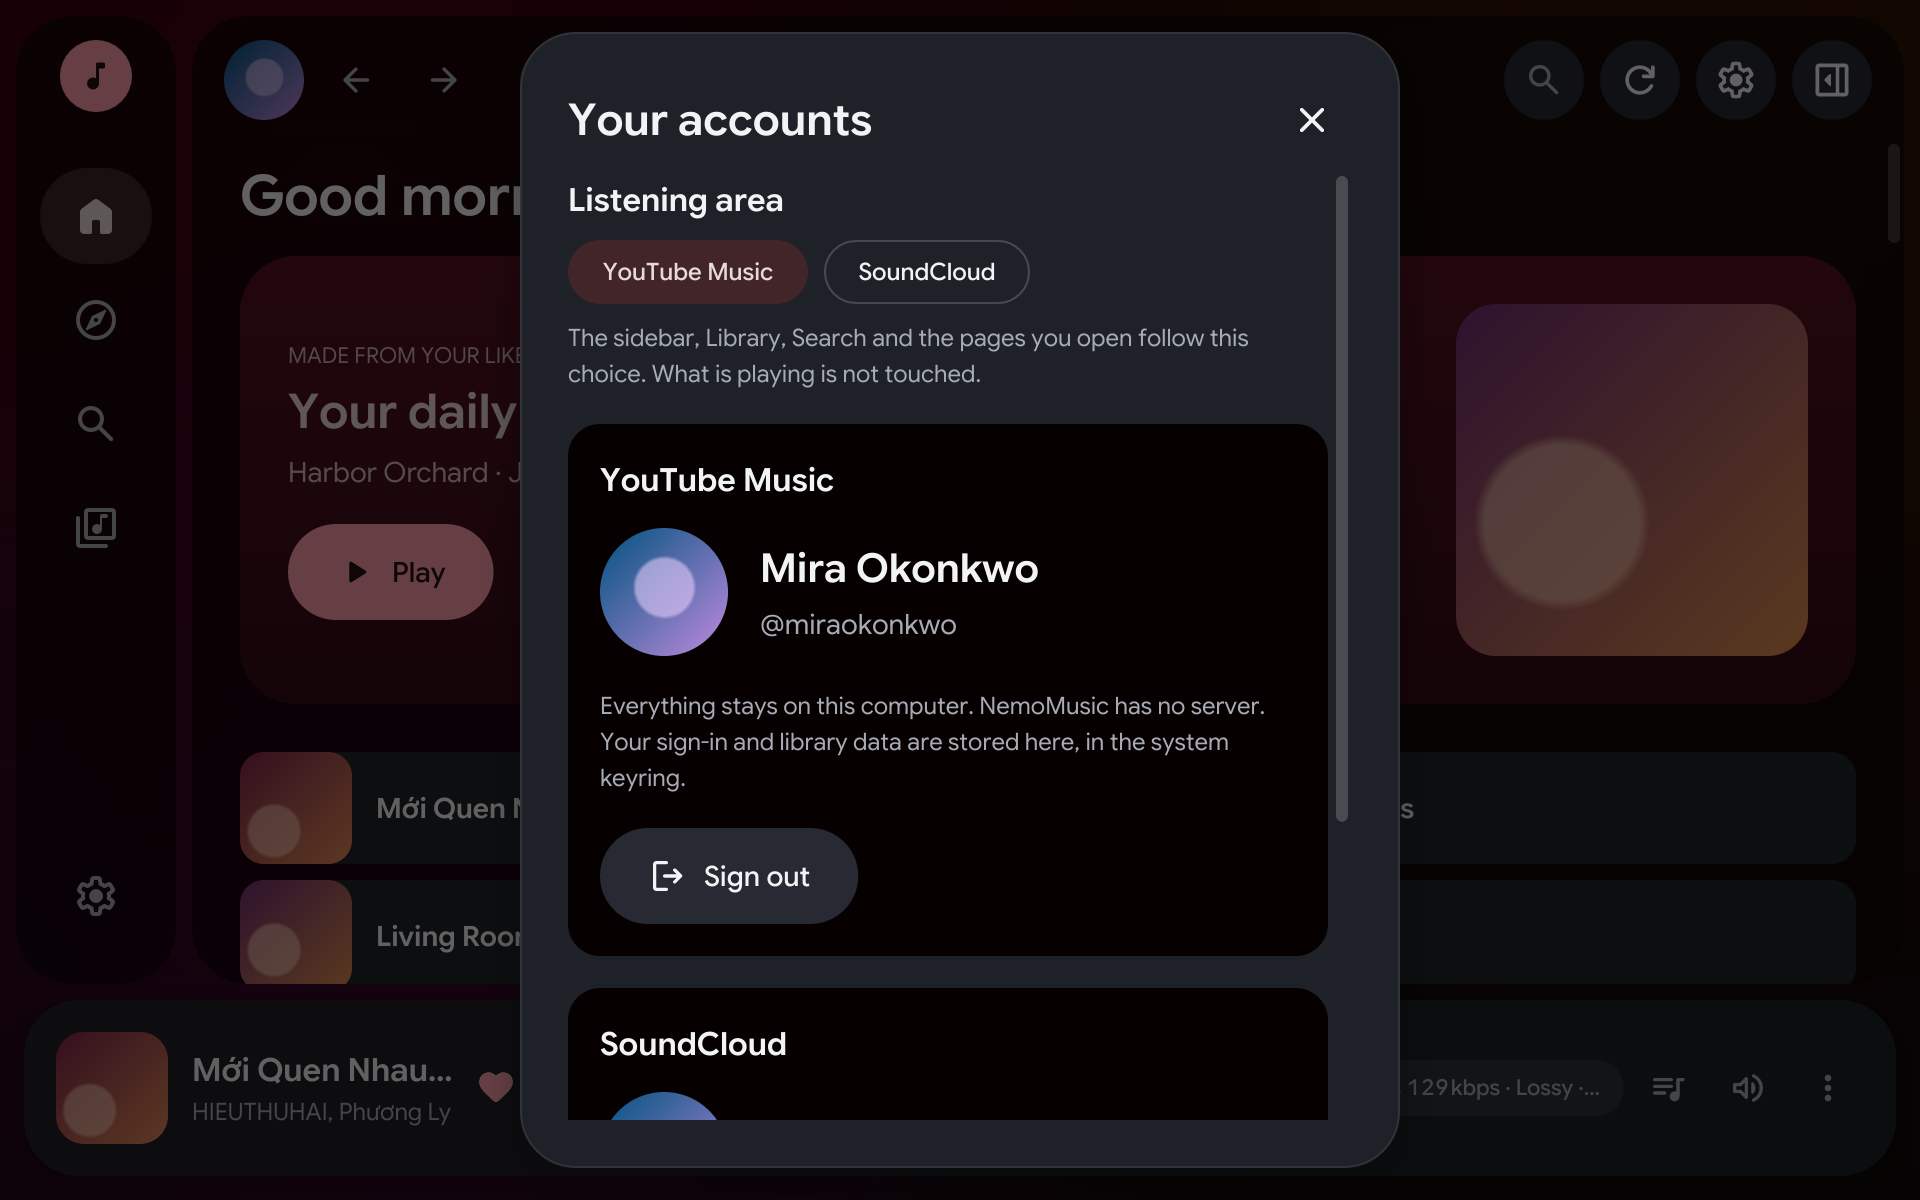 Good morn
MADE FROM YOUR LIKE
Your daily
Harbor Orchard · J
Play
Mới Quen N
Living Roor
s
Your accounts
Listening area
YouTube Music
SoundCloud
The sidebar, Library, Search and the pages you open follow this
choice. What is playing is not touched.
YouTube Music
Mira Okonkwo
@miraokonkwo
Everything stays on this computer. NemoMusic has no server.
Your sign-in and library data are stored here, in the system
keyring.
Sign out
SoundCloud
Mới Quen Nhau...
HIEUTHUHAI, Phương Ly
129kbps · Lossy ·...